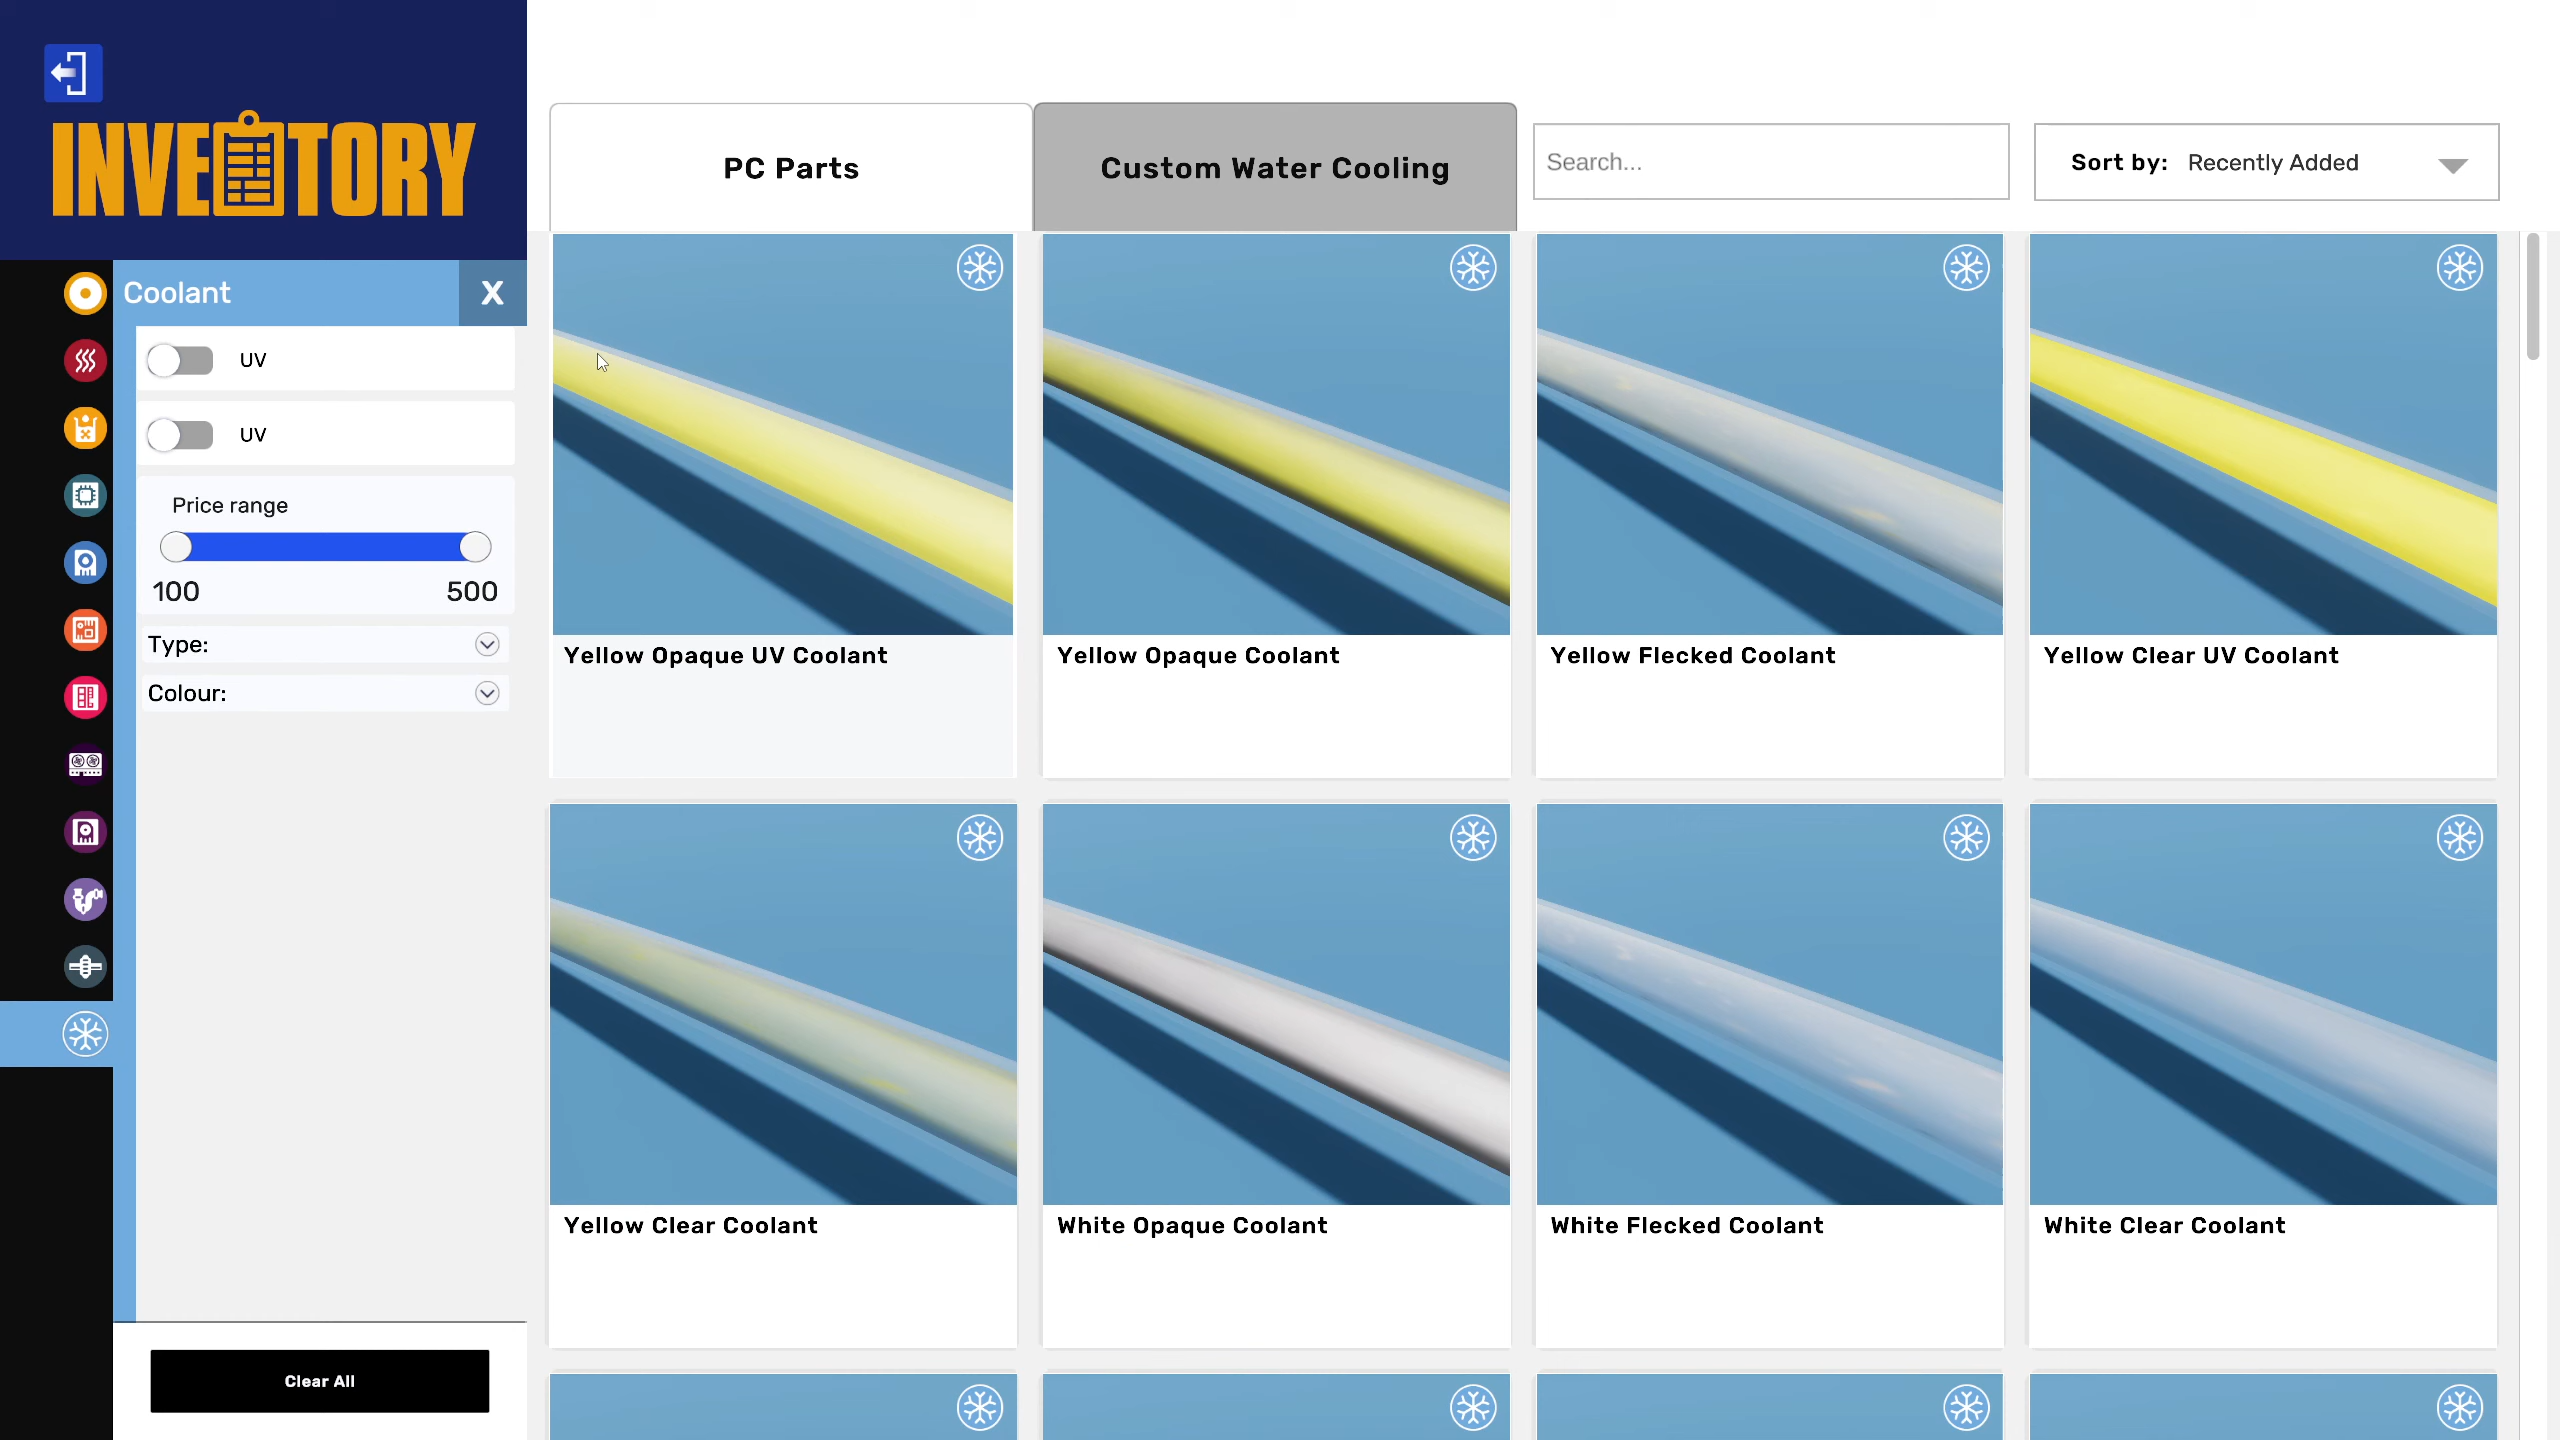 INVENTORY
PC Parts
Custom Water Cooling
Search...
Sort by: Recently Added
Coolant
X
UV
UV
Price range
100 500
Type:
Colour:
Clear All
Yellow Opaque UV Coolant
Yellow Opaque Coolant
Yellow Flecked Coolant
Yellow Clear UV Coolant
Yellow Clear Coolant
White Opaque Coolant
White Flecked Coolant
White Clear Coolant